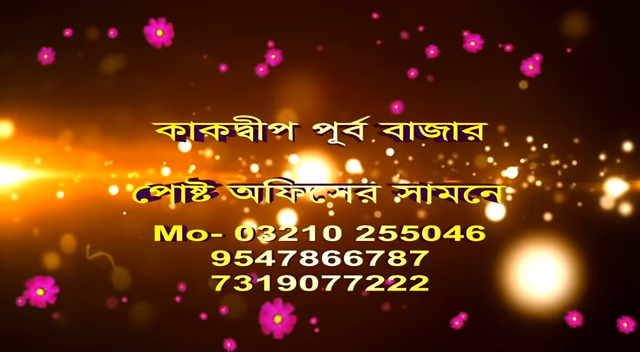 কাকদ্বীপ পূর্ব বাজার
পোষ্ট অফিসের সামনে
Mo- 03210 255046
9547866787
7319077222